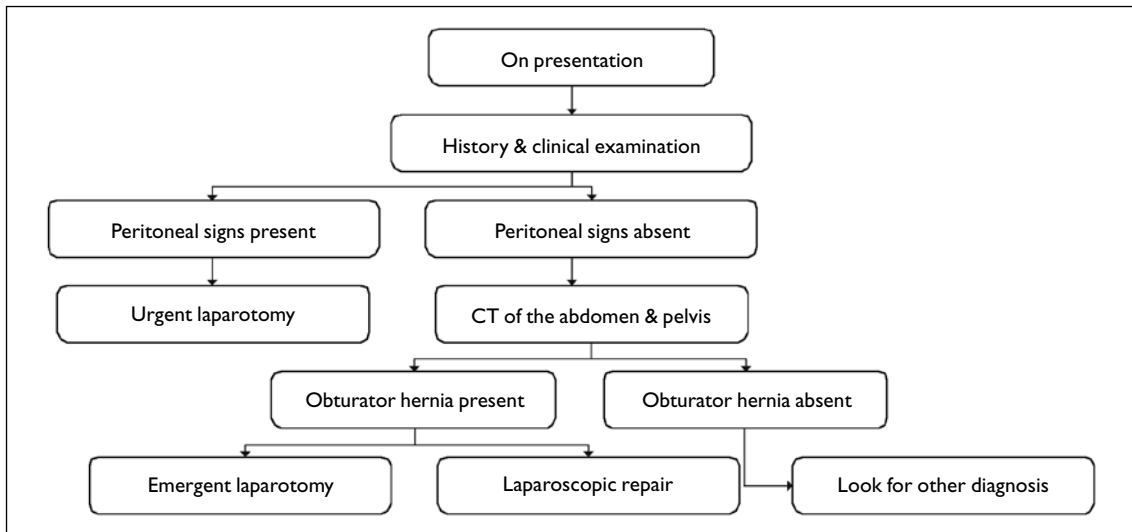 On presentation
History & clinical examination
Peritoneal signs present
Peritoneal signs absent
Urgent laparotomy
CT of the abdomen & pelvis
Obturator hernia present
Obturator hernia absent
Emergent laparotomy
Laparoscopic repair
Look for other diagnosis